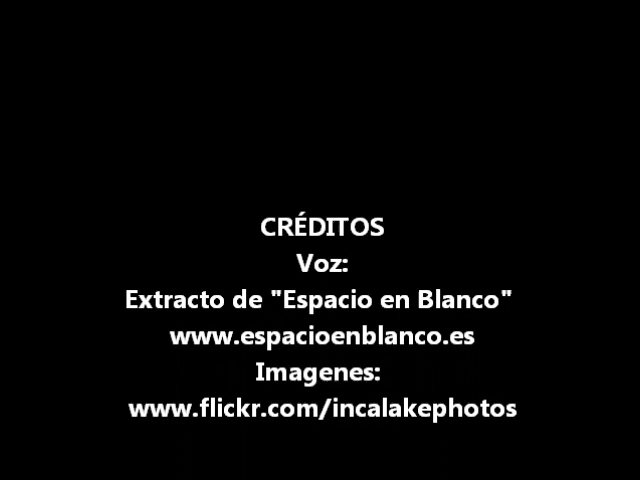 CRÉDITOS
Voz:
Extracto de "Espacio en Blanco"
www.espacioenblanco.es
Imagenes:
www.flickr.com/incalakephotos